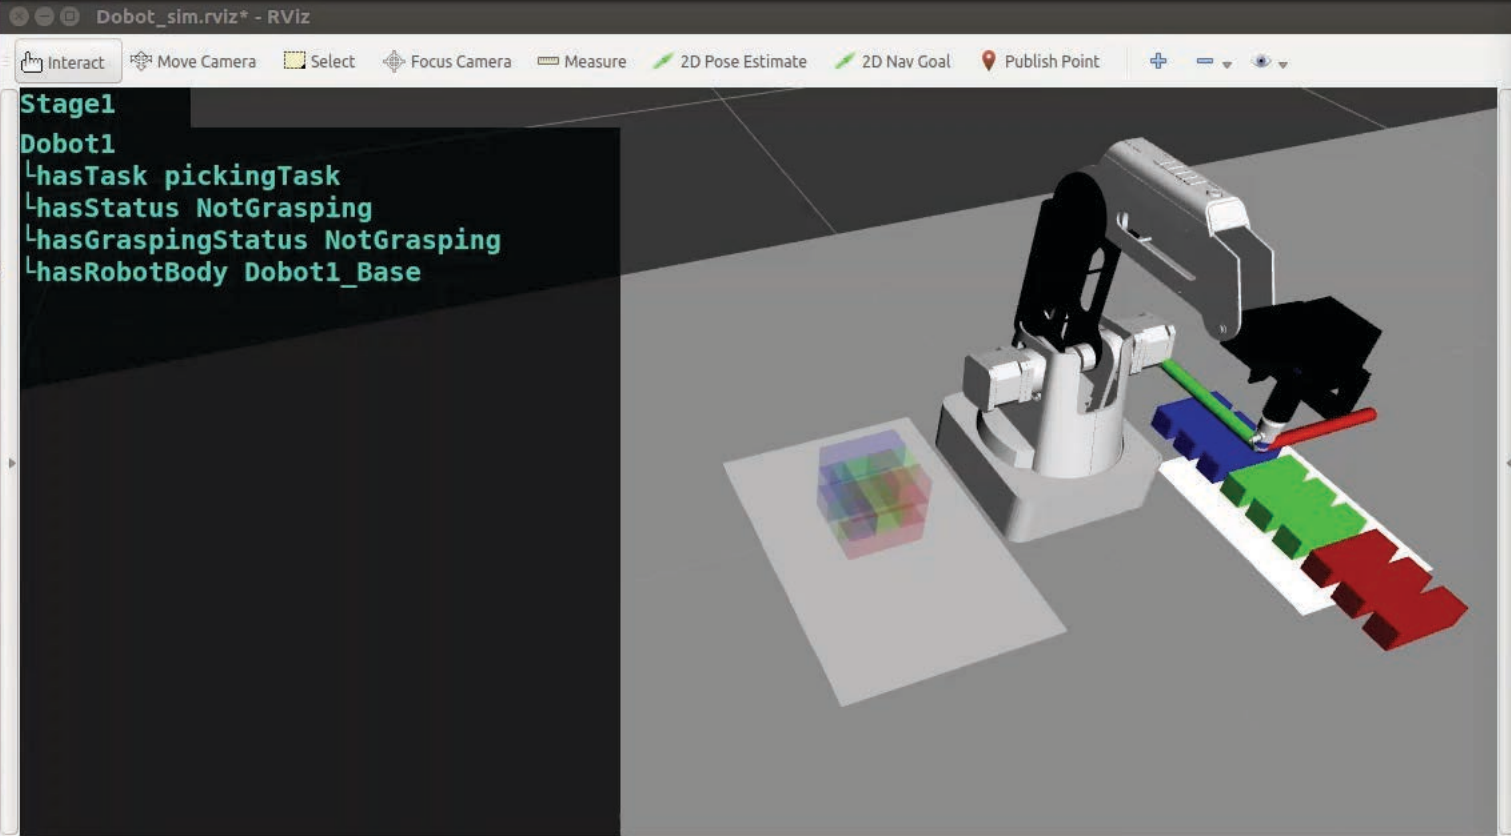 Dobot_sim.rviz* - RViz
Interact Move Camera Select Focus Camera Measure 2D Pose Estimate 2D Nav Goal Publish Point
Stage1
Dobot1
└hasTask pickingTask
└hasStatus NotGrasping
└hasGraspingStatus NotGrasping
└hasRobotBody Dobot1_Base